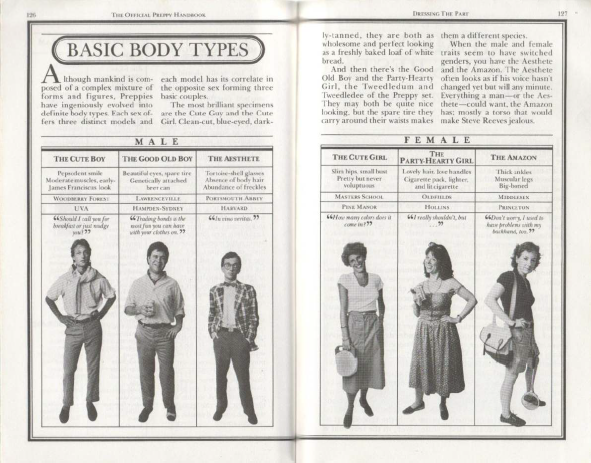 126
THE OFFICIAL PREPPY HANDBOOK
BASIC BODY TYPES
Although mankind is com-
posed of a complex mixture of
forms and figures, Preppies
have ingeniously evolved into
definite body types. Each sex of-
fers three distinct models and
each model has its correlate in
the opposite sex forming three
basic couples.
The most brilliant specimens
are the Cute Guy and the Cute
Girl. Clean-cut, blue-eyed, dark-
MALE
THE CUTE BOY
Pepsodent smile
Moderate muscles, early-
James Franciscus look
WOODBERRY FOREST
UVA
“Should I call you for
breakfast or just nudge
you?”
THE GOOD OLD BOY
Beautiful eyes, spare tire
Genetically attached
beer can
LAWRENCEVILLE
HAMPDEN-SYDNEY
“Trading bonds is the
most fun you can have
with your clothes on.”
THE AESTHETE
Tortoise-shell glasses
Absence of body hair
Abundance of freckles
PORTSMOUTH ABBEY
HARVARD
“In vino veritas.”
DRESSING THE PART
127
ly-tanned, they are both as
wholesome and perfect looking
as a freshly baked loaf of white
bread.
And then there's the Good
Old Boy and the Party-Hearty
Girl, the Tweedledum and
Tweedledee of the Preppy set.
They may both be quite nice
looking, but the spare tire they
carry around their waists makes
them a different species.
When the male and female
traits seem to have switched
genders, you have the Aesthete
and the Amazon. The Aesthete
often looks as if his voice hasn't
changed yet but will any minute.
Everything a man—or the Aes-
thete—could want, the Amazon
has: mostly a torso that would
make Steve Reeves jealous.
FEMALE
THE CUTE GIRL
Slim hips, small bust
Pretty but never
voluptuous
MASTERS SCHOOL
PINE MANOR
“How many colors does it
come in?”
THE
PARTY-HEARTY GIRL
Lovely hair, love handles
Cigarette pack, lighter,
and lit cigarette
OLDFIELDS
HOLLINS
“I really shouldn't, but
...”
THE AMAZON
Thick ankles
Muscular legs
Big-boned
MIDDLESEX
PRINCETON
“Don't worry, I used to
have problems with my
backhand, too.”